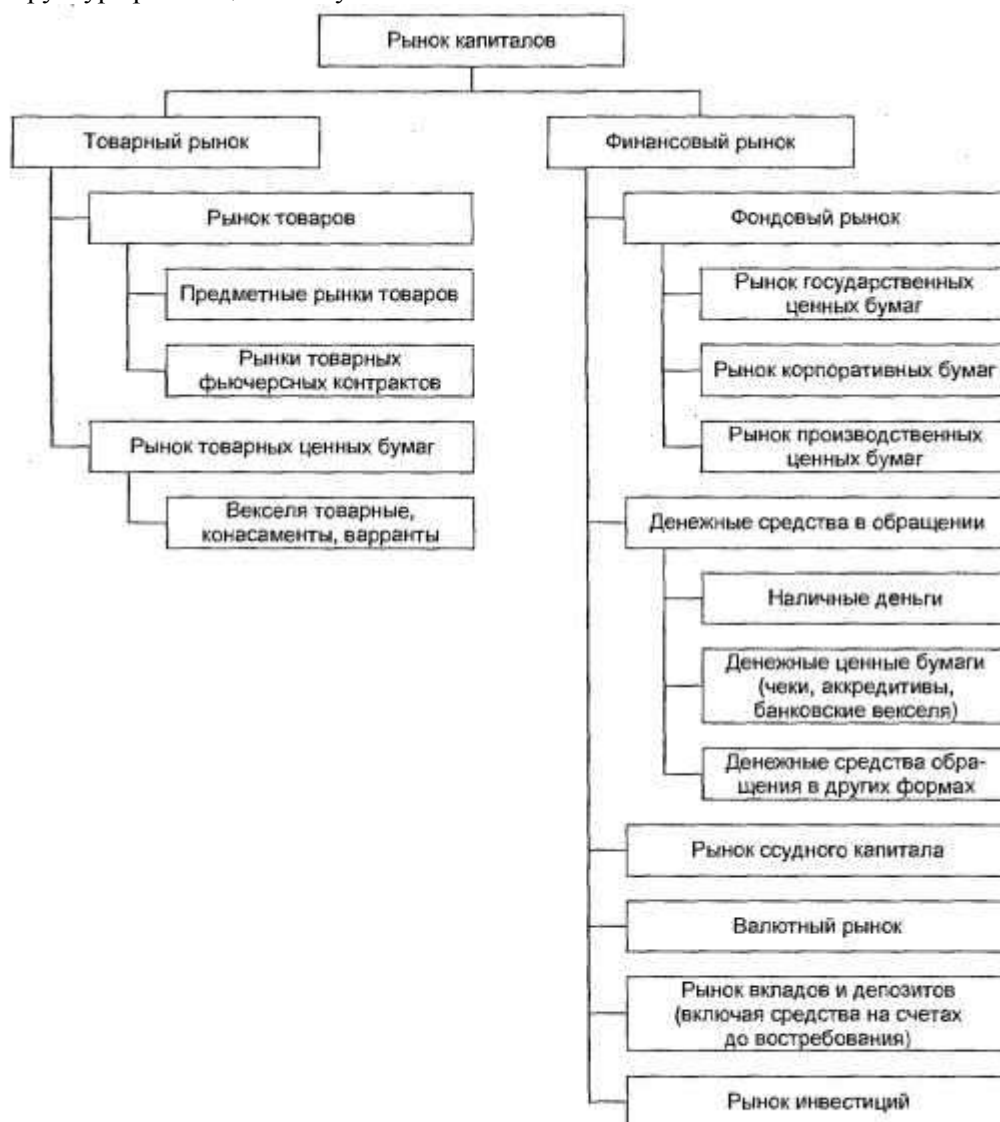 Рынок капиталов
Товарный рынок
Рынок товаров
Предметные рынки товаров
Рынки товарных
фьючерсных контрактов
Рынок товарных ценных бумаг
Векселя товарные,
конасаменты, варранты
Финансовый рынок
Фондовый рынок
Рынок государственных
ценных бумаг
Рынок корпоративных бумаг
Рынок производственных
ценных бумаг
Денежные средства в обращении
Наличные деньги
Денежные ценные бумаги
(чеки, аккредитивы,
банковские векселя)
Денежные средства обра-
щения в других формах
Рынок ссудного капитала
Валютный рынок
Рынок вкладов и депозитов
(включая средства на счетах
до востребования)
Рынок инвестиций